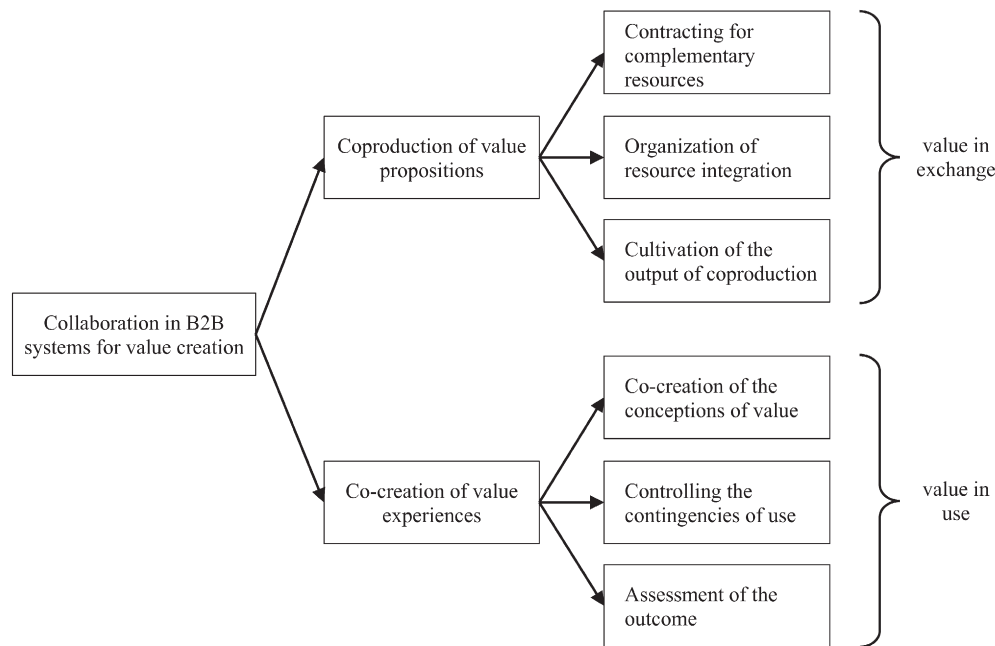 Collaboration in B2B
systems for value creation
Coproduction of value
propositions
Contracting for
complementary
resources
Organization of
resource integration
Cultivation of the
output of coproduction
value in
exchange
Co-creation of value
experiences
Co-creation of the
conceptions of value
Controlling the
contingencies of use
Assessment of the
outcome
value in
use